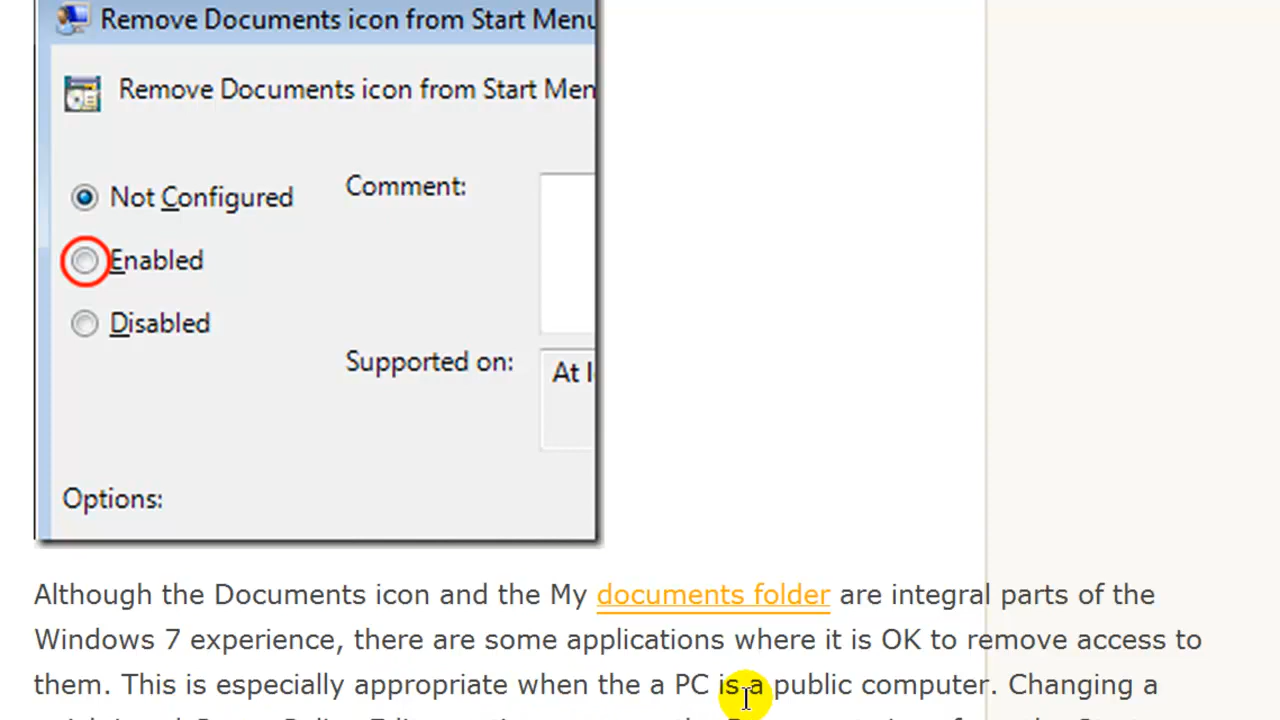 Remove Documents icon from Start Menu
Remove Documents icon from Start Men
Not Configured
Comment:
Enabled
Disabled
Supported on:
At l
Options:
Although the Documents icon and the My documents folder are integral parts of the
Windows 7 experience, there are some applications where it is OK to remove access to
them. This is especially appropriate when the a PC is a public computer. Changing a